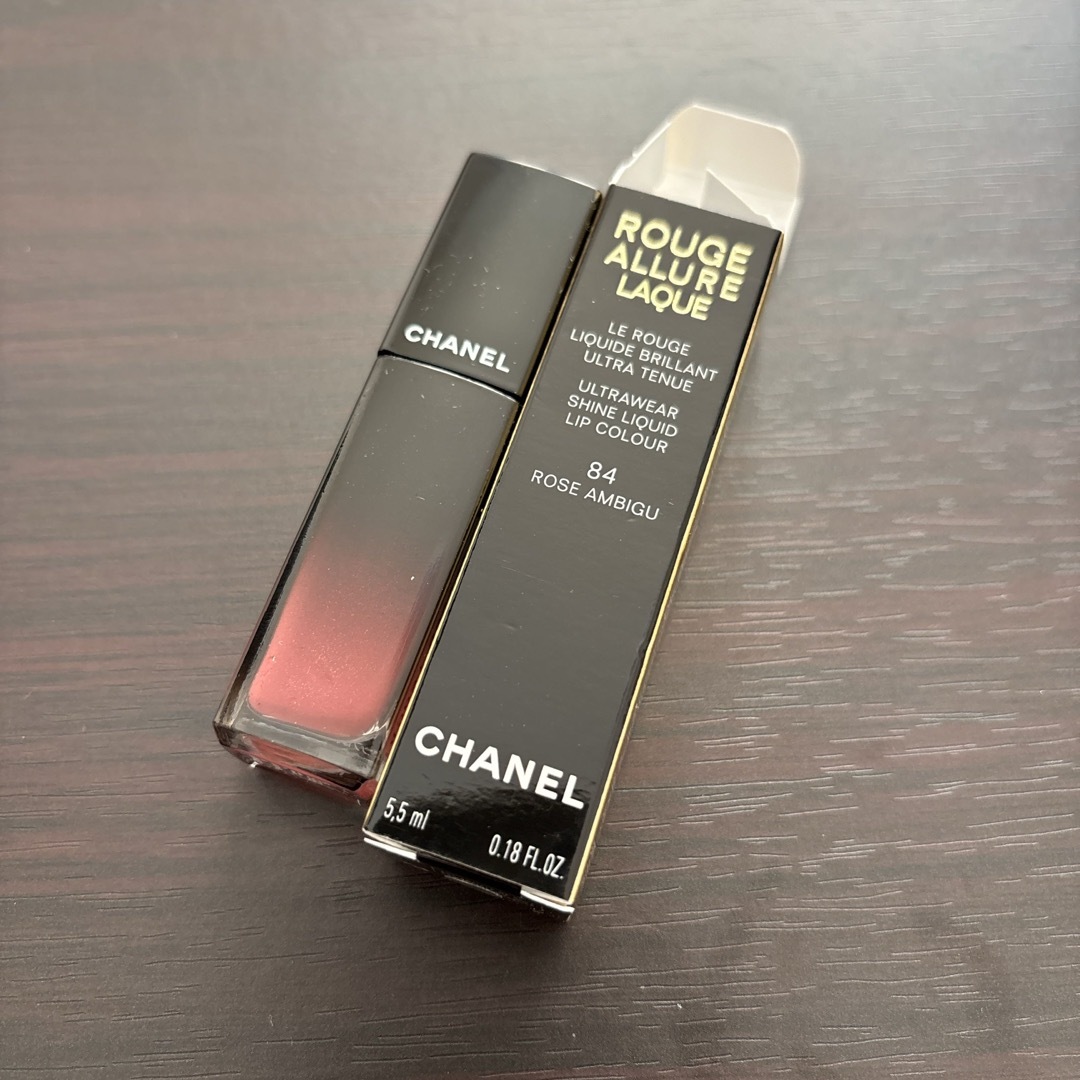 CHANEL
ROUGE
ALLURE
LAQUE
LE ROUGE
LIQUIDE BRILLANT
ULTRA TENUE
ULTRAWEAR
SHINE LIQUID
LIP COLOUR
84
ROSE AMBIGU
CHANEL
5,5 ml
0.18 FL.OZ.